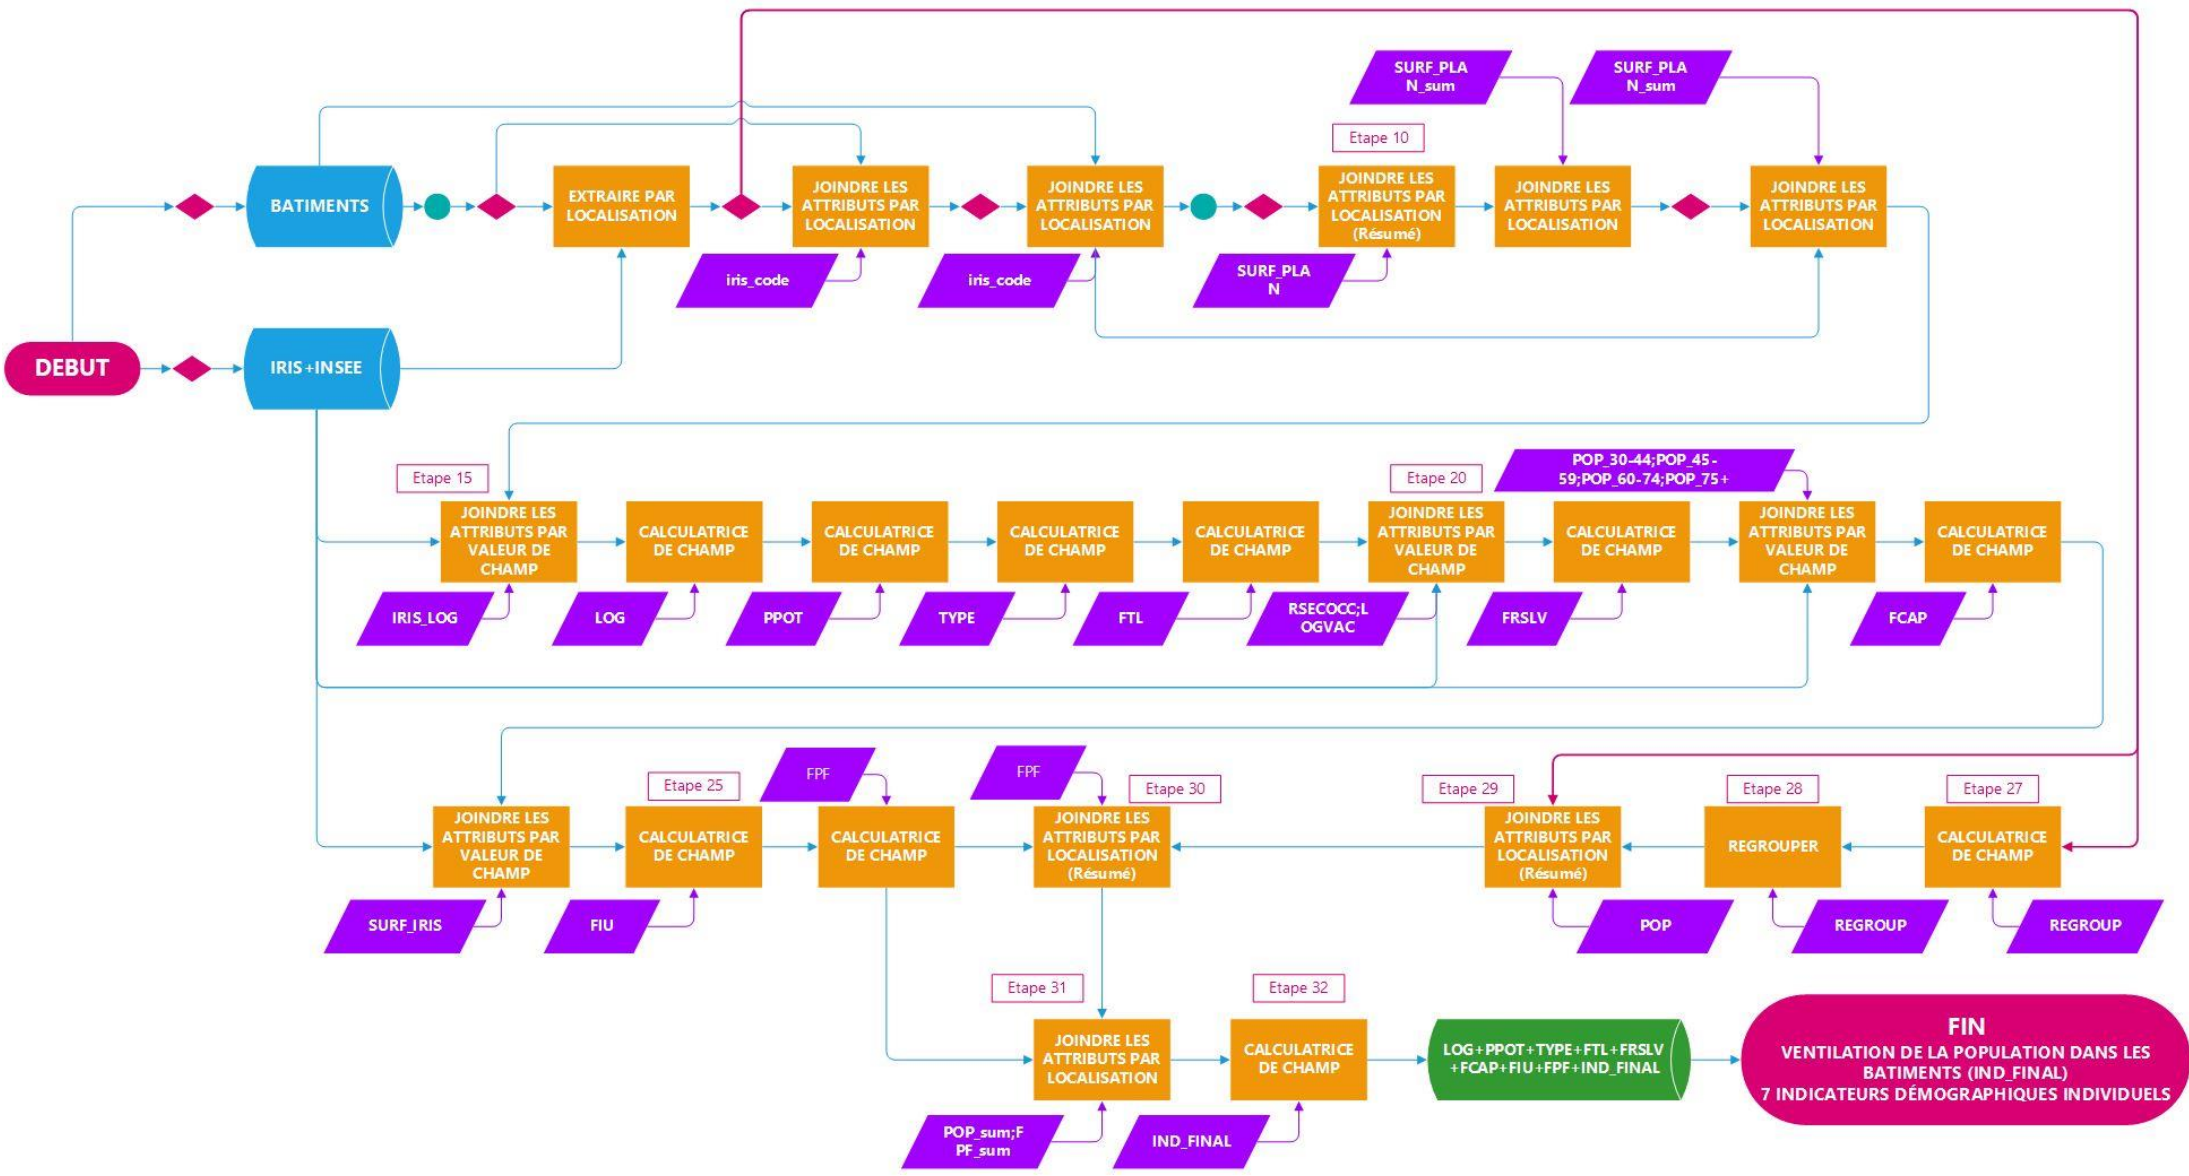 SURF_PLA
N_sum
SURF_PLA
N_sum
Etape 10
BATIMENTS
EXTRAIRE PAR
LOCALISATION
JOINDRE LES
ATTRIBUTS PAR
LOCALISATION
JOINDRE LES
ATTRIBUTS PAR
LOCALISATION
JOINDRE LES
ATTRIBUTS PAR
LOCALISATION
(Résumé)
JOINDRE LES
ATTRIBUTS PAR
LOCALISATION
JOINDRE LES
ATTRIBUTS PAR
LOCALISATION
iris_code
iris_code
SURF_PLA
N
DEBUT
IRIS+INSEE
Etape 15
Etape 20
POP_30-44;POP_45-
59;POP_60-74;POP_75+
JOINDRE LES
ATTRIBUTS PAR
VALEUR DE
CHAMP
CALCULATRICE
DE CHAMP
CALCULATRICE
DE CHAMP
CALCULATRICE
DE CHAMP
CALCULATRICE
DE CHAMP
JOINDRE LES
ATTRIBUTS PAR
VALEUR DE
CHAMP
CALCULATRICE
DE CHAMP
JOINDRE LES
ATTRIBUTS PAR
VALEUR DE
CHAMP
CALCULATRICE
DE CHAMP
IRIS_LOG
LOG
PPOT
TYPE
FTL
RSECOCC;L
OGVAC
FRSLV
FCAP
Etape 25
FPF
FPF
Etape 30
Etape 29
Etape 28
Etape 27
JOINDRE LES
ATTRIBUTS PAR
VALEUR DE
CHAMP
CALCULATRICE
DE CHAMP
CALCULATRICE
DE CHAMP
JOINDRE LES
ATTRIBUTS PAR
LOCALISATION
(Résumé)
JOINDRE LES
ATTRIBUTS PAR
LOCALISATION
(Résumé)
REGROUPER
CALCULATRICE
DE CHAMP
SURF_IRIS
FIU
POP
REGROUP
REGROUP
Etape 31
Etape 32
JOINDRE LES
ATTRIBUTS PAR
LOCALISATION
CALCULATRICE
DE CHAMP
LOG+PPOT+TYPE+FTL+FRSLV
+FCAP+FIU+FPF+IND_FINAL
FIN
VENTILATION DE LA POPULATION DANS LES
BATIMENTS (IND_FINAL)
7 INDICATEURS DÉMOGRAPHIQUES INDIVIDUELS
POP_sum;F
PF_sum
IND_FINAL